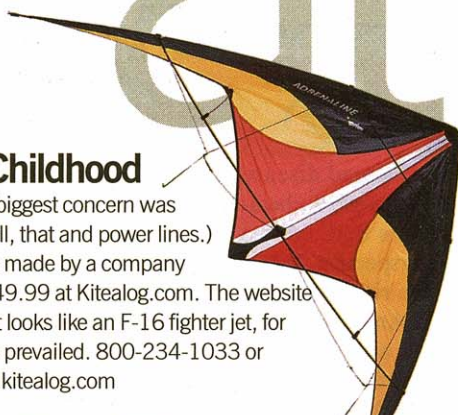 ADRENALINE
Childhood
biggest concern was
ll, that and power lines.)
made by a company
49.99 at Kitealog.com. The website
t looks like an F-16 fighter jet, for
prevailed. 800-234-1033 or
kitealog.com